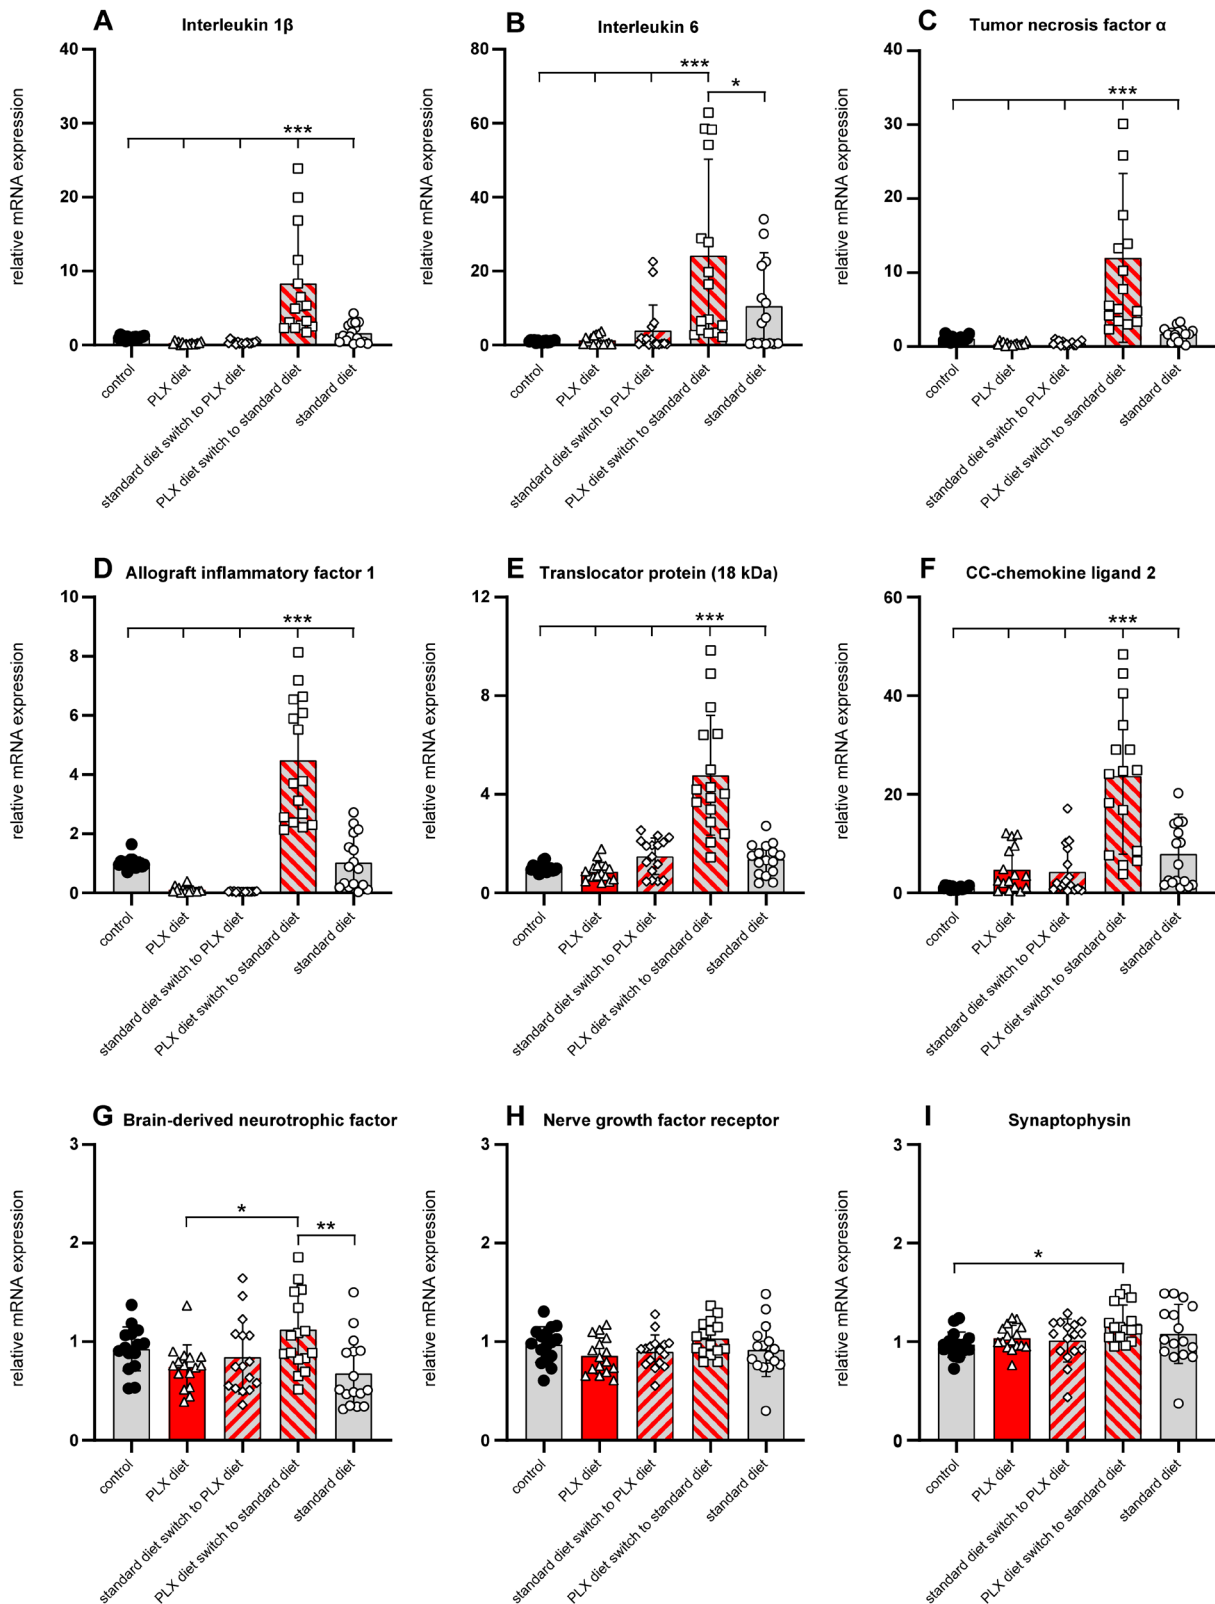 A Interleukin 1β
relative mRNA expression
40
30
20
10
0
***
control
PLX diet
standard diet switch to PLX diet
PLX diet switch to standard diet
standard diet
B Interleukin 6
relative mRNA expression
80
60
40
20
0
***
*
control
PLX diet
standard diet switch to PLX diet
PLX diet switch to standard diet
standard diet
C Tumor necrosis factor α
relative mRNA expression
40
30
20
10
0
***
control
PLX diet
standard diet switch to PLX diet
PLX diet switch to standard diet
standard diet
D Allograft inflammatory factor 1
relative mRNA expression
10
8
6
4
2
0
***
control
PLX diet
standard diet switch to PLX diet
PLX diet switch to standard diet
standard diet
E Translocator protein (18 kDa)
relative mRNA expression
12
8
4
0
***
control
PLX diet
standard diet switch to PLX diet
PLX diet switch to standard diet
standard diet
F CC-chemokine ligand 2
relative mRNA expression
60
40
20
0
***
control
PLX diet
standard diet switch to PLX diet
PLX diet switch to standard diet
standard diet
G Brain-derived neurotrophic factor
relative mRNA expression
3
2
1
0
*
**
control
PLX diet
standard diet switch to PLX diet
PLX diet switch to standard diet
standard diet
H Nerve growth factor receptor
relative mRNA expression
3
2
1
0
control
PLX diet
standard diet switch to PLX diet
PLX diet switch to standard diet
standard diet
I Synaptophysin
relative mRNA expression
3
2
1
0
*
control
PLX diet
standard diet switch to PLX diet
PLX diet switch to standard diet
standard diet